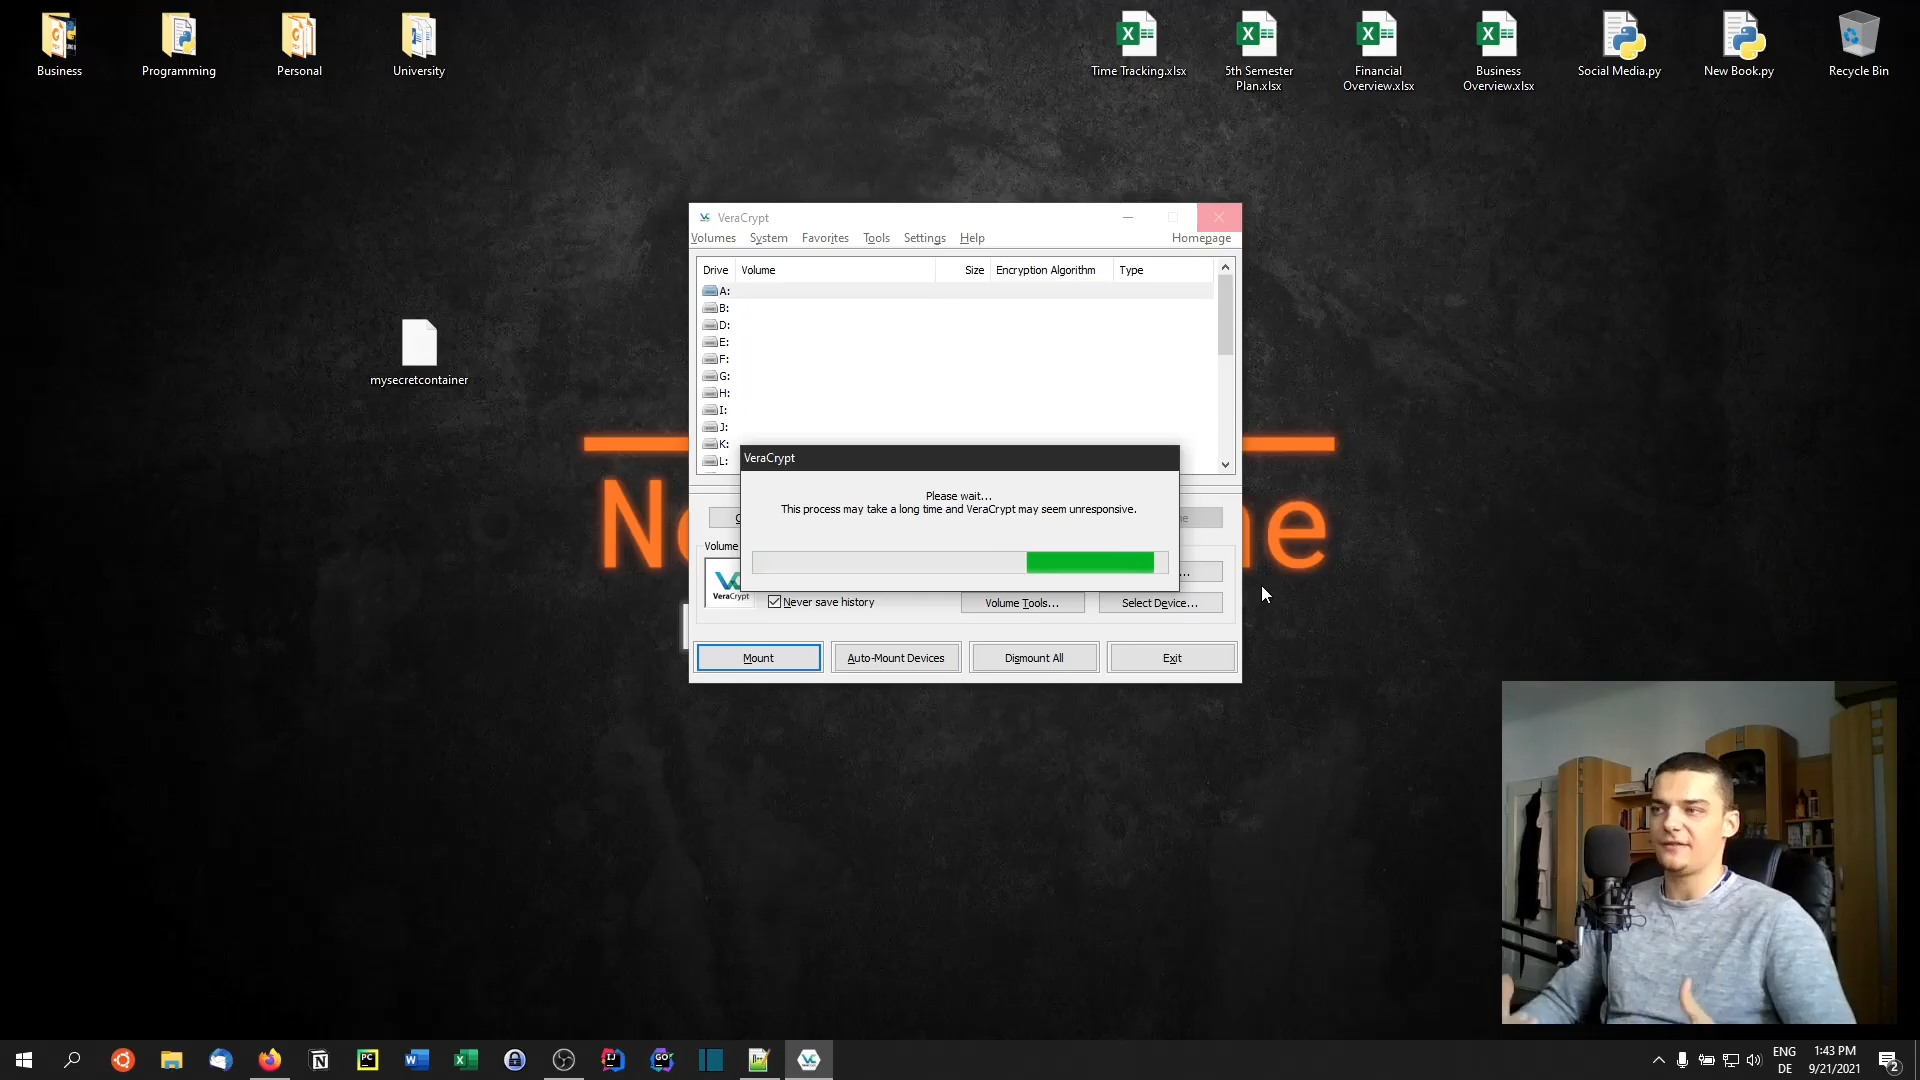 Business
Programming
Personal
University
Time Tracking.xlsx
5th Semester
Plan.xlsx
Financial
Overview.xlsx
Business
Overview.xlsx
Social Media.py
New Book.py
Recycle Bin
mysecretcontainer
VeraCrypt
Volumes System Favorites Tools Settings Help Homepage
Drive Volume Size Encryption Algorithm Type
A:
B:
D:
E:
F:
G:
H:
I:
J:
K:
L:
VeraCrypt
Please wait...
This process may take a long time and VeraCrypt may seem unresponsive.
Volume
VeraCrypt
Never save history
Volume Tools...
Select Device...
Mount
Auto-Mount Devices
Dismount All
Exit
ENG
DE
1:43 PM
9/21/2021
2